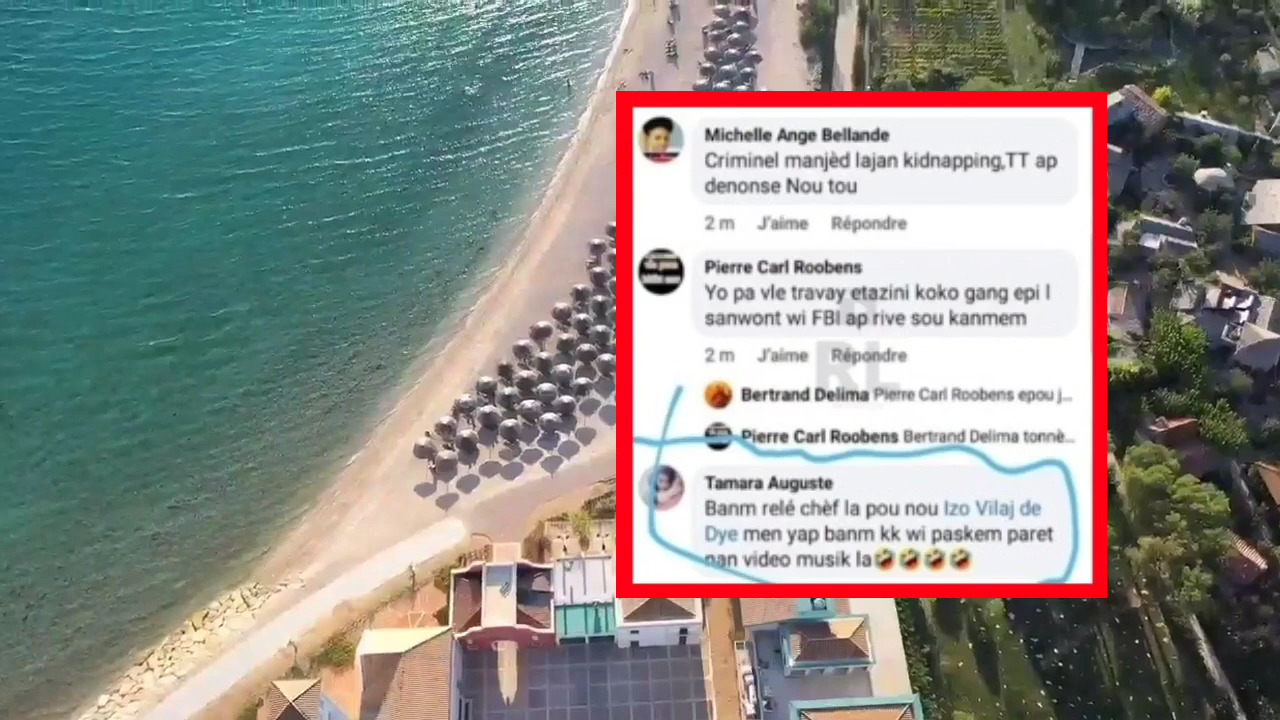 Michelle Ange Bellande
Criminel manjèd lajan kidnapping,TT ap
denonse Nou tou
2 m J'aime Répondre
Pierre Carl Roobens
Yo pa vle travay etazini koko gang epi l
sanwont wi FBI ap rive sou kanmem
RL
2 m J'aime Répondre
Bertrand Delima Pierre Carl Roobens epou j...
Pierre Carl Roobens Bertrand Delima tonnè...
Tamara Auguste
Banm relé chèf la pou nou Izo Vilaj de
Dye men yap banm kk wi paskem paret
nan video musik la🤣🤣🤣🤣